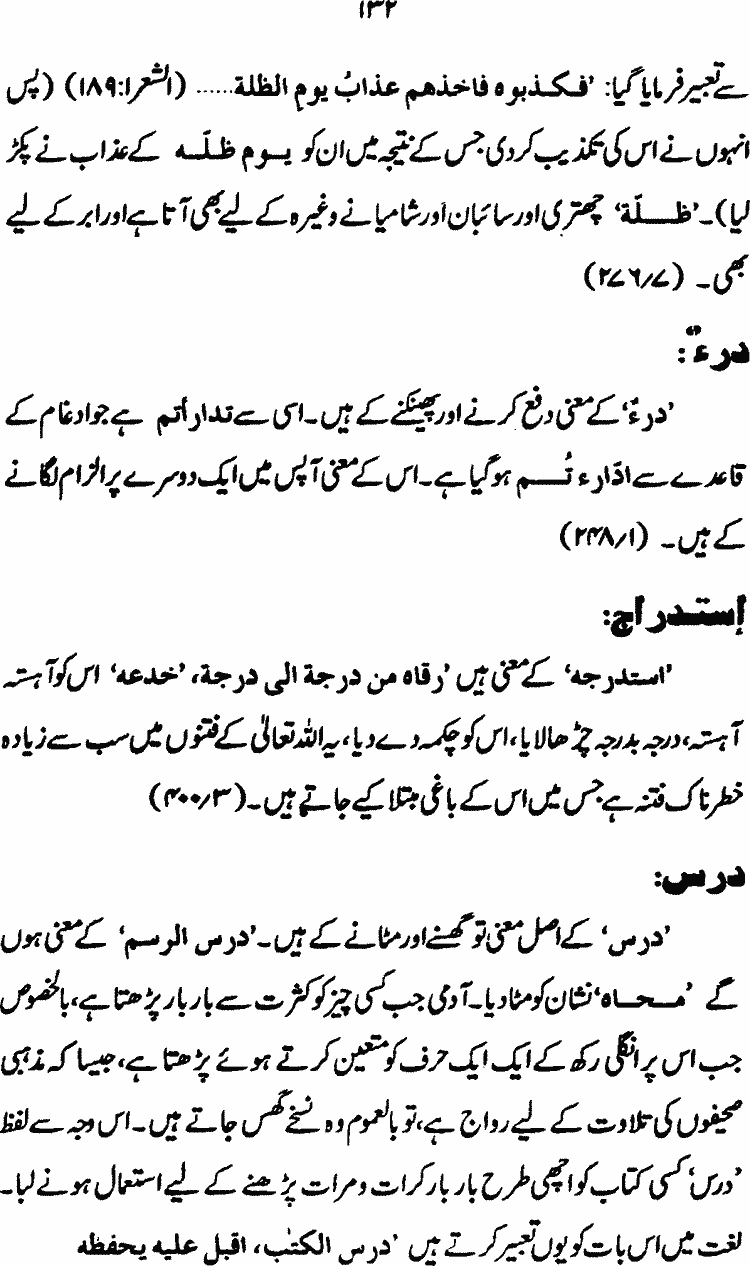 ۱۳۲
سے تعبیر فرمایا گیا: ’فکذبوہ فاخذھم عذابُ یوم الظلة...... (الشعرا:۱۸۹) (پس
انہوں نے اس کی تکذیب کر دی جس کے نتیجہ میں ان کو یوم ظلّہ کے عذاب نے پکڑ
لیا)۔ ’ظلّة‘ چھتری اور سائبان اور شامیانے وغیرہ کے لیے بھی آتا ہے اور ابر کے لیے
بھی۔ (۲۷۶/۷)
درءٌ:
’درءٌ‘ کے معنی دفع کرنے اور پھینکنے کے ہیں۔ اسی سے تدارأتم ہے جو ادغام کے
قاعدے سے ادّارء تُم ہو گیا ہے۔ اس کے معنی آپس میں ایک دوسرے پر الزام لگانے
کے ہیں۔ (۲۴۸/۱)
إستدراج:
’استدرجہ‘ کے معنی ہیں ’رقاہ من درجة الی درجة، ’خدعہ‘ اس کو آہستہ
آہستہ، درجہ بدرجہ چڑھا لایا، اس کو چکمہ دے دیا، یہ اللہ تعالیٰ کے فتنوں میں سب سے زیادہ
خطرناک فتنہ ہے جس میں اس کے باغی مبتلا کیے جاتے ہیں۔ (۴۰۰/۳)
درس:
’درس‘ کے اصل معنی تو گھسنے اور مٹانے کے ہیں۔ ’درس الرسم‘ کے معنی ہوں
گے ’محاہ‘ نشان کو مٹا دیا۔ آدمی جب کسی چیز کو کثرت سے بار بار پڑھتا ہے، بالخصوص
جب اس پر انگلی رکھ کے ایک ایک حرف کو متعین کرتے ہوئے پڑھتا ہے، جیسا کہ مذہبی
صحیفوں کی تلاوت کے لیے رواج ہے، تو بالعموم وہ نسخے گھس جاتے ہیں۔ اس وجہ سے لفظ
’درس‘ کسی کتاب کو اچھی طرح بار بار کرات و مرات پڑھنے کے لیے استعمال ہونے لبا۔
لغت میں اس بات کو یوں تعبیر کرتے ہیں ’درس الکتٰب، اقبل علیہ یحفظہ